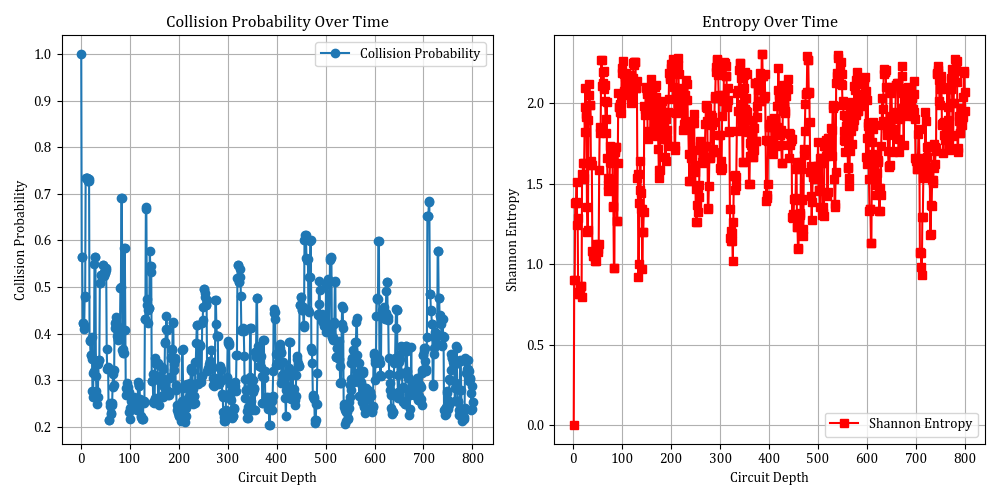 Collision Probability Over Time
Collision Probability
1.0
0.9
0.8
0.7
0.6
0.5
0.4
0.3
0.2
Collision Probability
0 100 200 300 400 500 600 700 800
Circuit Depth
Entropy Over Time
2.0
1.5
1.0
0.5
0.0
Shannon Entropy
Shannon Entropy
0 100 200 300 400 500 600 700 800
Circuit Depth